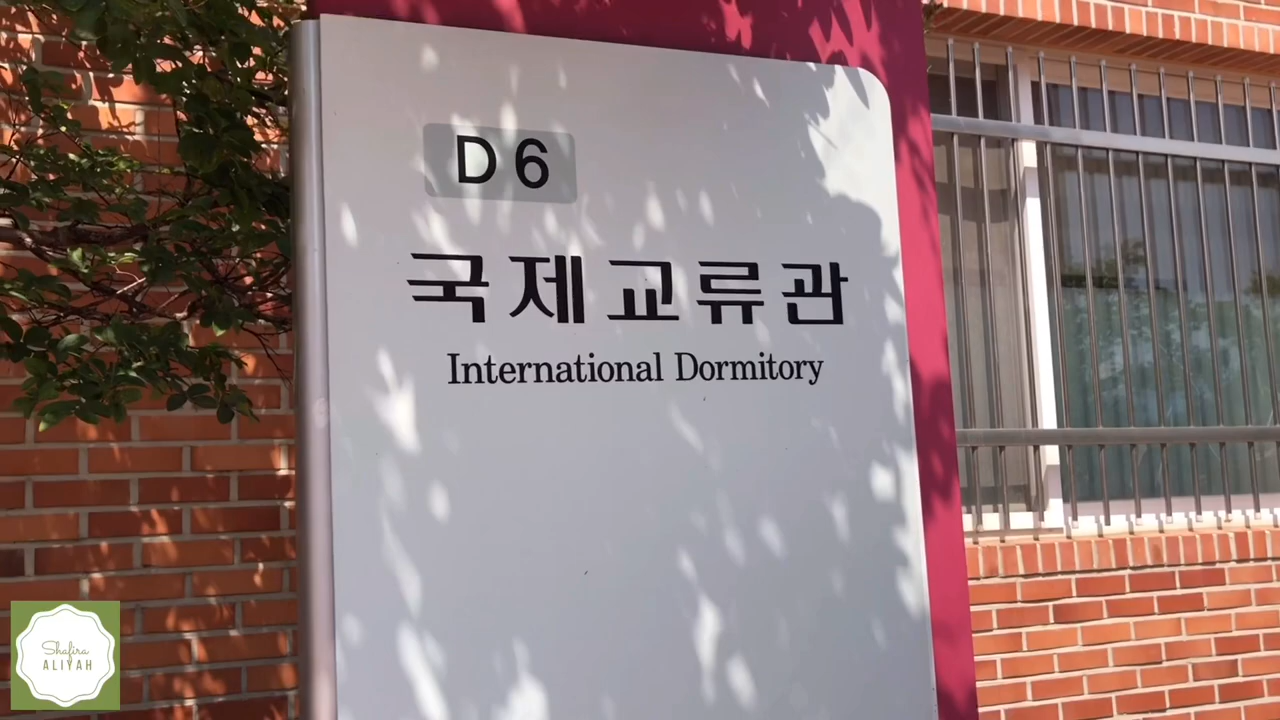 D6
국제교류관
International Dormitory
Shafira
ALIYAH